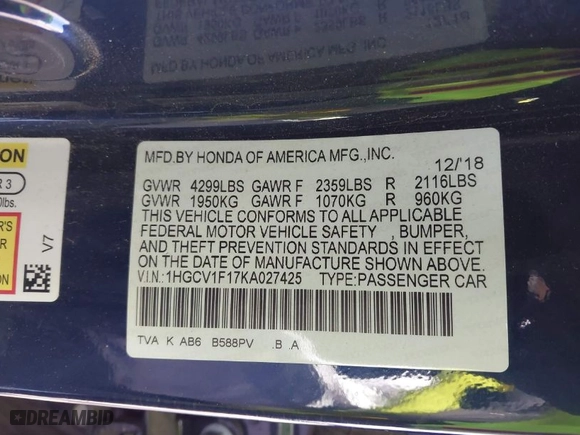 MFD.BY HONDA OF AMERICA MFG.,INC.
12/'18
GVWR 4299LBS GAWR F 2359LBS R 2116LBS
GVWR 1950KG GAWR F 1070KG R 960KG
THIS VEHICLE CONFORMS TO ALL APPLICABLE
FEDERAL MOTOR VEHICLE SAFETY , BUMPER,
AND THEFT PREVENTION STANDARDS IN EFFECT
ON THE DATE OF MANUFACTURE SHOWN ABOVE.
V.I.N.:1HGCV1F17KA027425 TYPE:PASSENGER CAR
TVA K AB6 B588PV .B .A
V7
DREAMBID